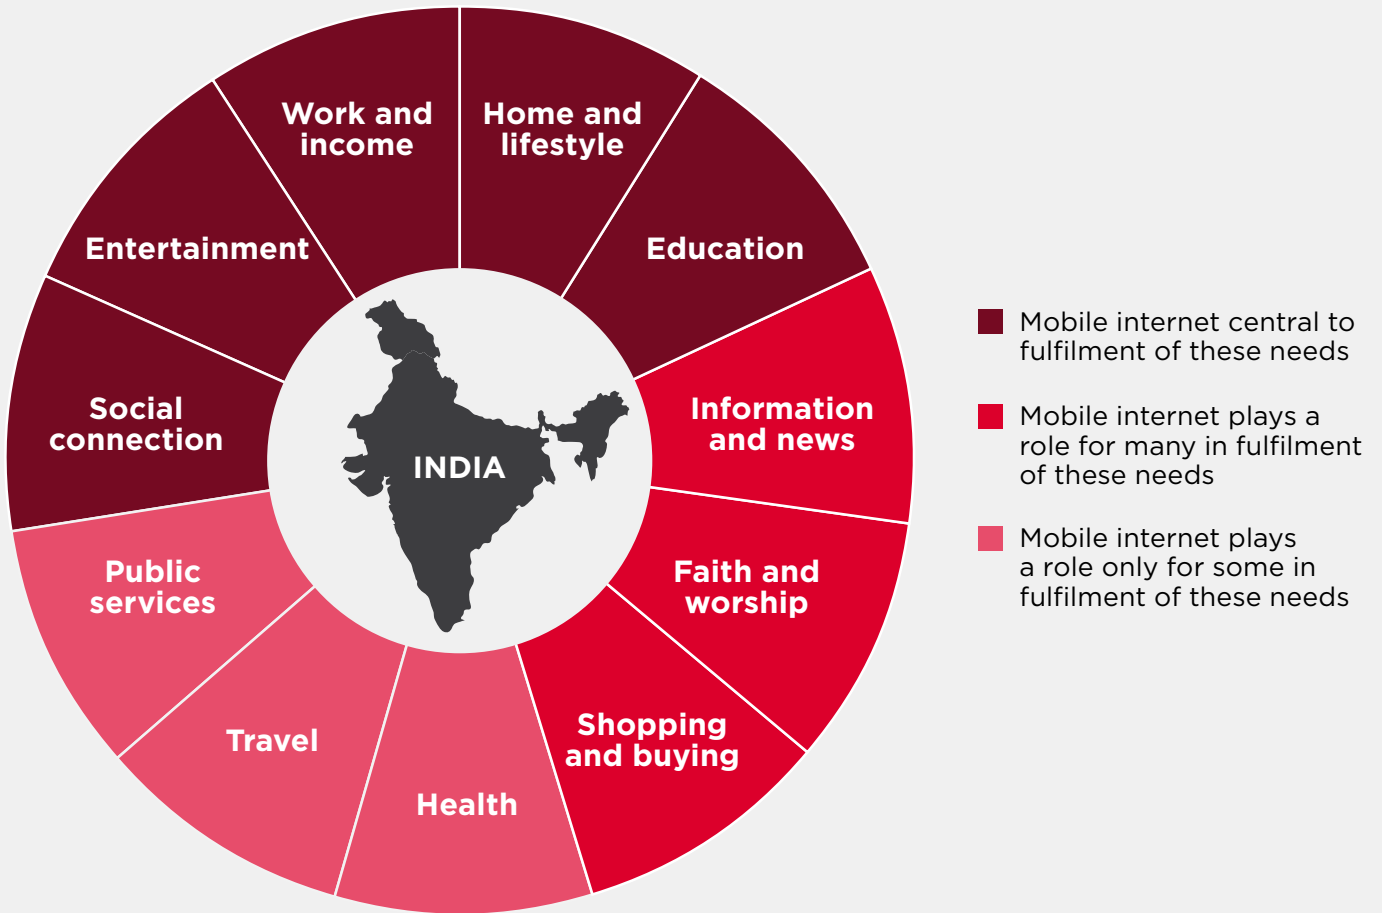 Work and
income
Home and
lifestyle
Entertainment
Education
Social
connection
Information
and news
INDIA
Public
services
Faith and
worship
Travel
Shopping
and buying
Health
Mobile internet central to
fulfilment of these needs
Mobile internet plays a
role for many in fulfilment
of these needs
Mobile internet plays
a role only for some in
fulfilment of these needs